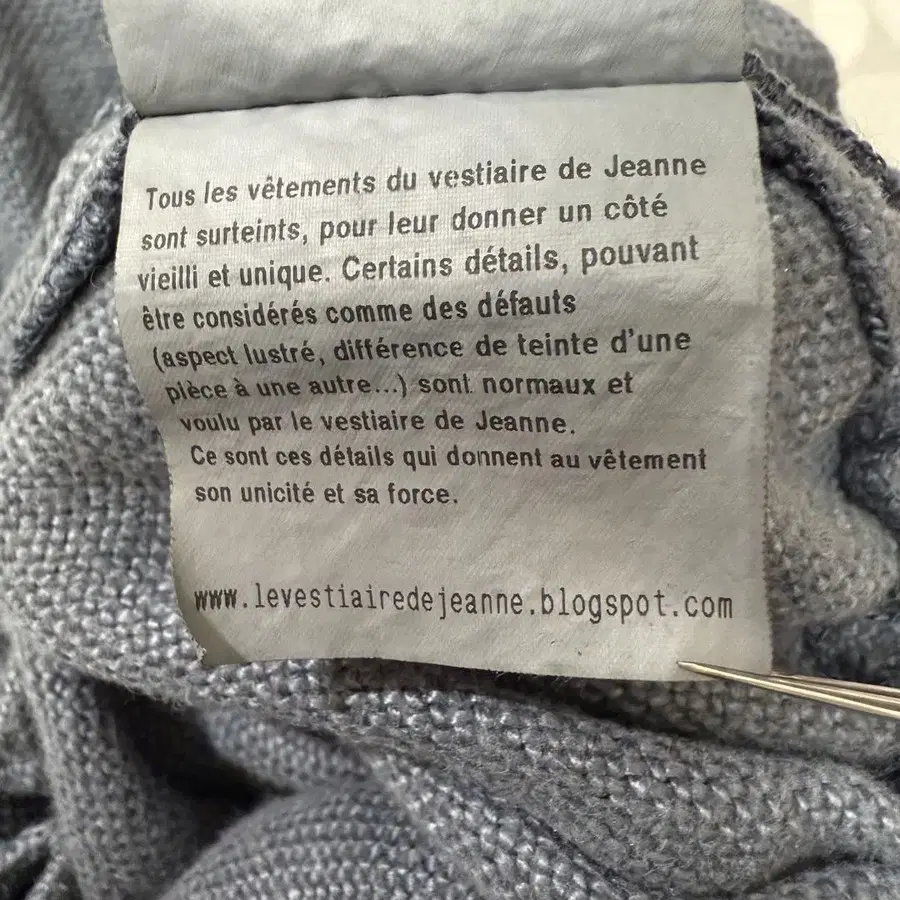 Tous les vêtements du vestiaire de Jeanne
sont surteints, pour leur donner un côté
vieilli et unique. Certains détails, pouvant
être considérés comme des défauts
(aspect lustré, différence de teinte d'une
pièce à une autre...) sont normaux et
voulu par le vestiaire de Jeanne.
Ce sont ces détails qui donnent au vêtement
son unicité et sa force.
www.levestiairedejeanne.blogspot.com